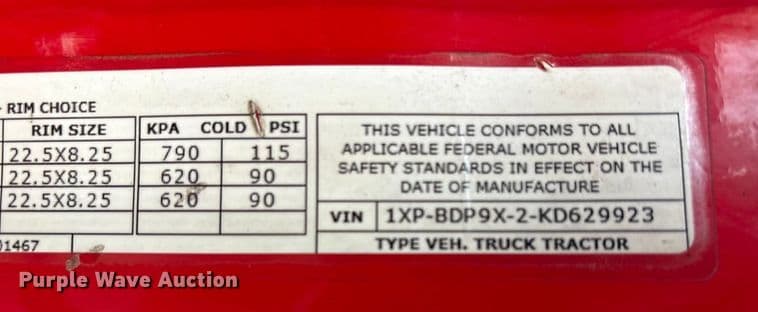 RIM CHOICE
RIM SIZE KPA COLD PSI
22.5X8.25 790 115
22.5X8.25 620 90
22.5X8.25 620 90
1467
THIS VEHICLE CONFORMS TO ALL
APPLICABLE FEDERAL MOTOR VEHICLE
SAFETY STANDARDS IN EFFECT ON THE
DATE OF MANUFACTURE
VIN 1XP-BDP9X-2-KD629923
TYPE VEH. TRUCK TRACTOR
Purple Wave Auction